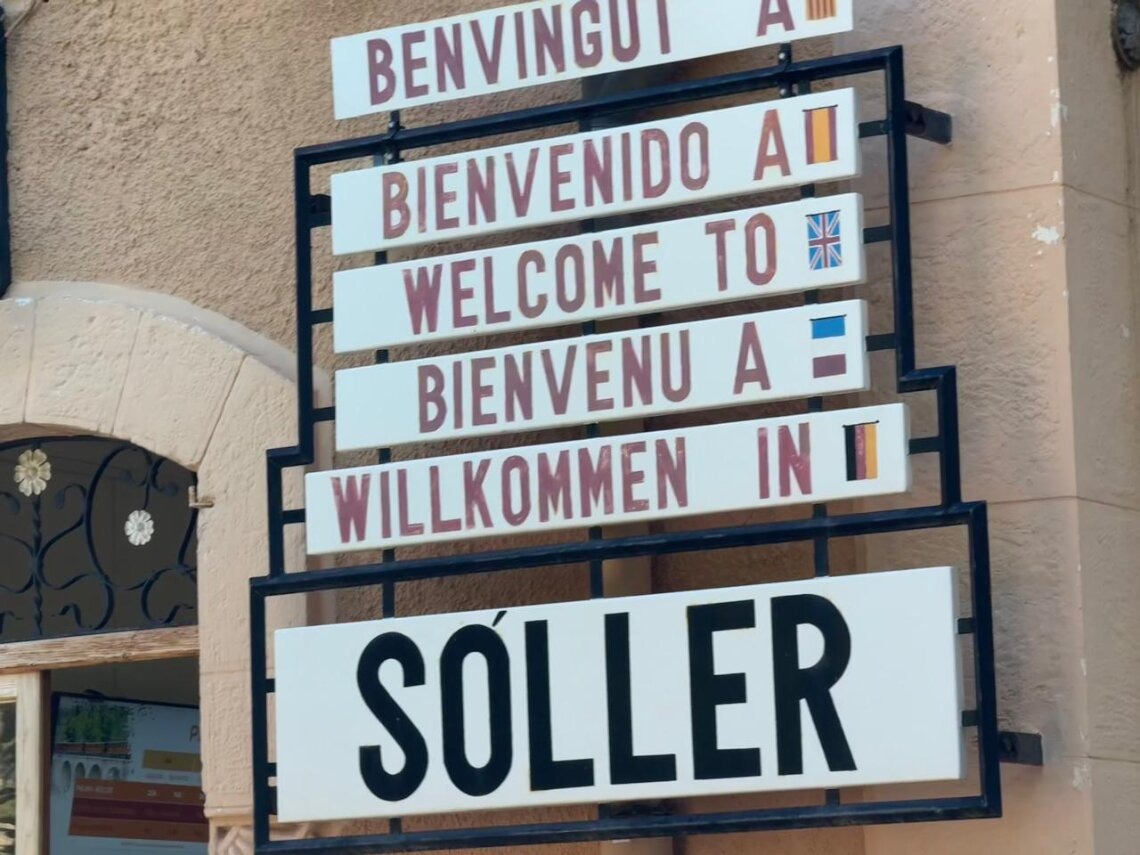 BENVINGUT A
BIENVENIDO A
WELCOME TO
BIENVENU A
WILLKOMMEN IN
SÓLLER